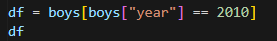 df = boys[boys["year"] == 2010]
df